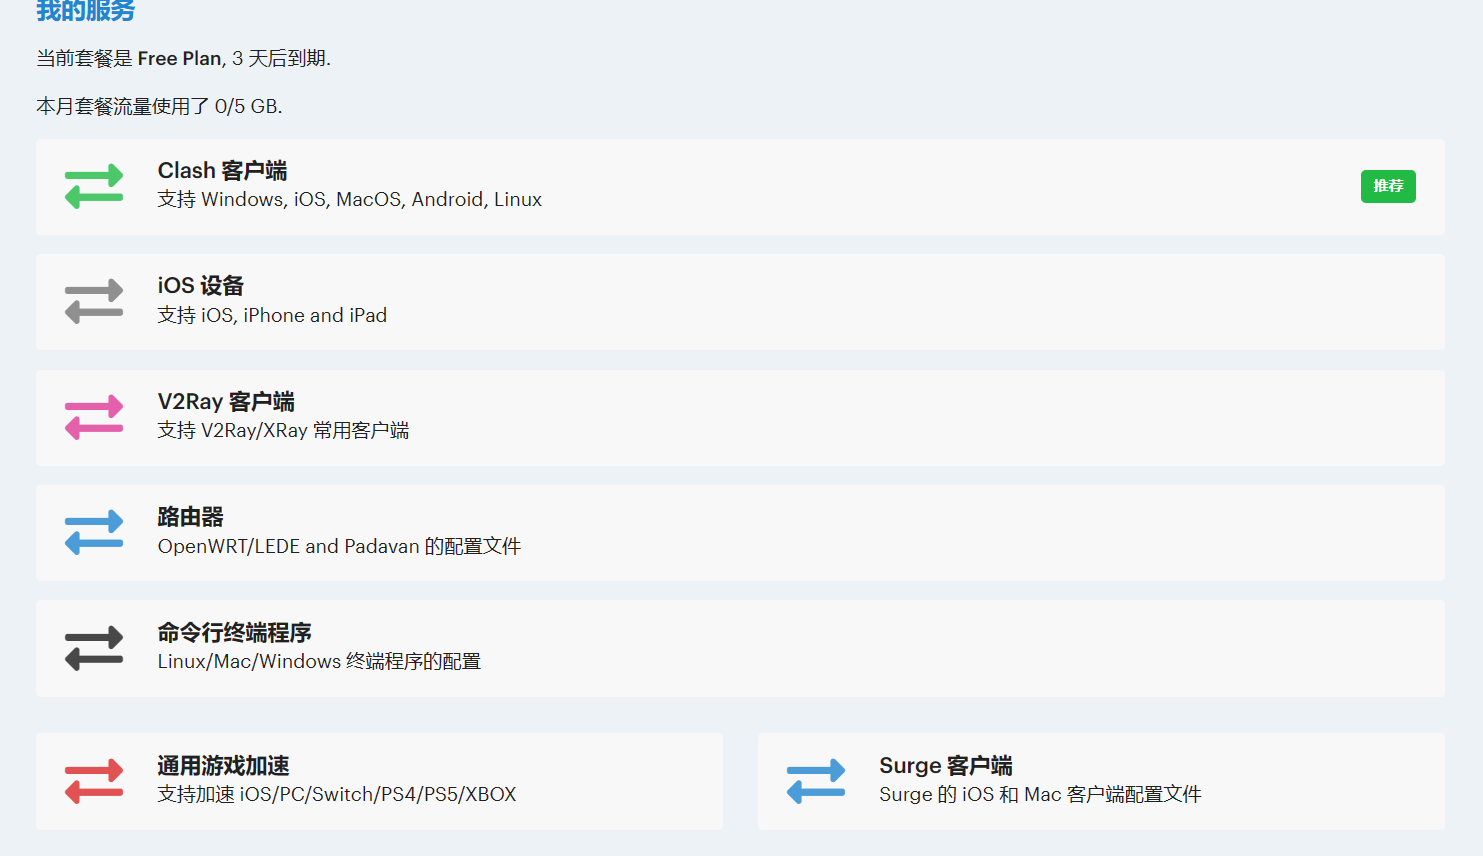 我的服务
当前套餐是 Free Plan, 3 天后到期.
本月套餐流量使用了 0/5 GB.
Clash 客户端
支持 Windows, iOS, MacOS, Android, Linux
推荐
iOS 设备
支持 iOS, iPhone and iPad
V2Ray 客户端
支持 V2Ray/XRay 常用客户端
路由器
OpenWRT/LEDE and Padavan 的配置文件
命令行终端程序
Linux/Mac/Windows 终端程序的配置
通用游戏加速
支持加速 iOS/PC/Switch/PS4/PS5/XBOX
Surge 客户端
Surge 的 iOS 和 Mac 客户端配置文件